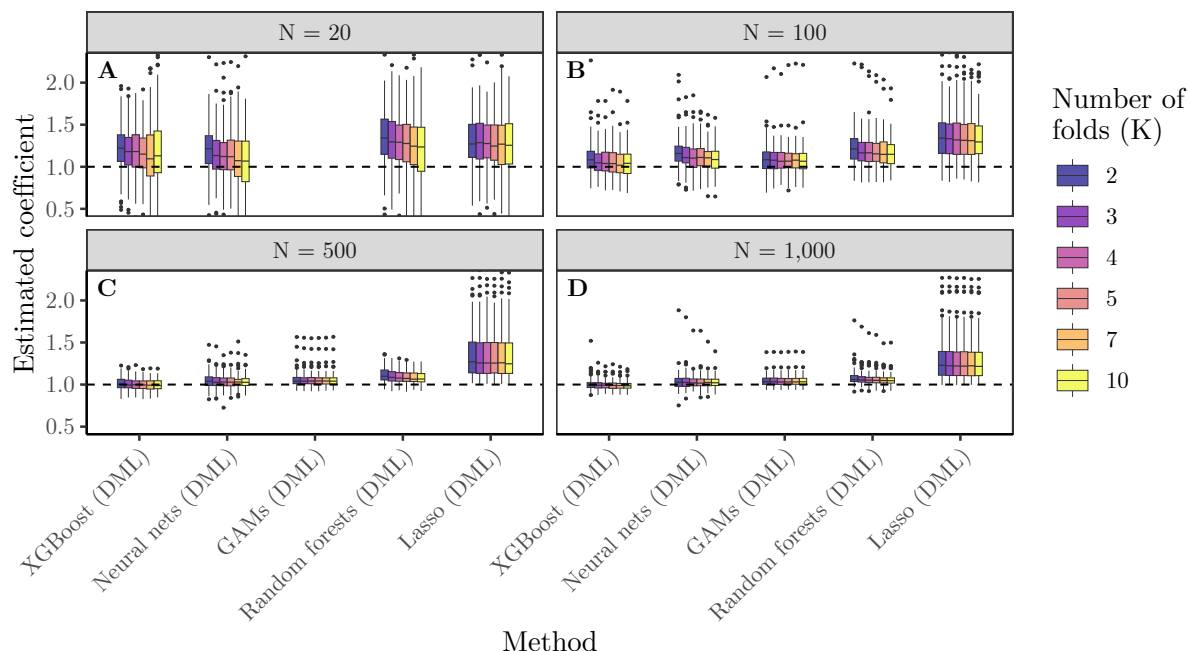 N = 20
N = 100
A
B
2.0
1.5
1.0
0.5
N = 500
N = 1,000
C
D
2.0
1.5
1.0
0.5
Estimated coefficient
XGBoost (DML)
Neural nets (DML)
GAMs (DML)
Random forests (DML)
Lasso (DML)
XGBoost (DML)
Neural nets (DML)
GAMs (DML)
Random forests (DML)
Lasso (DML)
Method
Number of
folds (K)
2
3
4
5
7
10